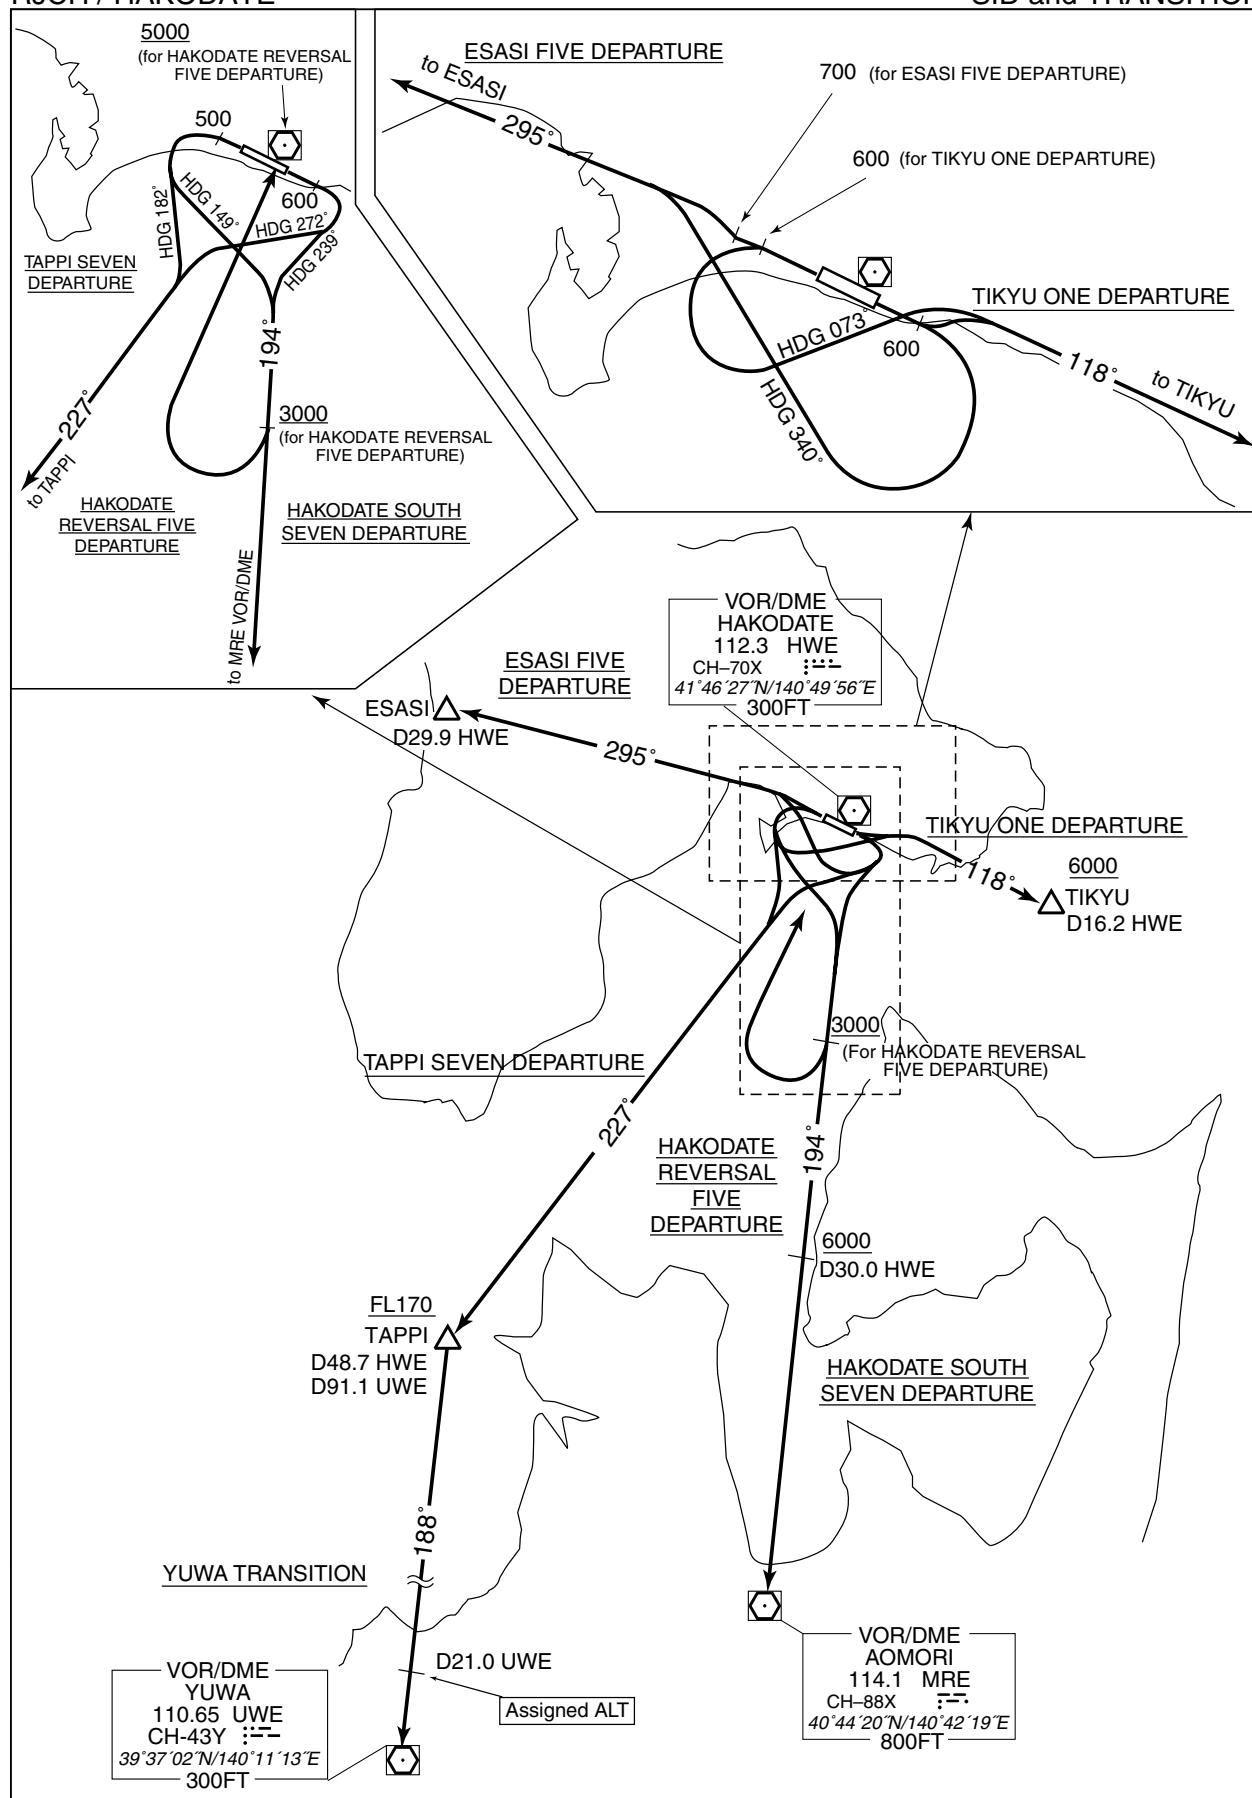 5000
(for HAKODATE REVERSAL
FIVE DEPARTURE)
500
600
HDG 182°
HDG 149°
HDG 272°
HDG 239°
TAPPI SEVEN
DEPARTURE
194°
227°
to TAPPI
3000
(for HAKODATE REVERSAL
FIVE DEPARTURE)
HAKODATE
REVERSAL FIVE
DEPARTURE
HAKODATE SOUTH
SEVEN DEPARTURE
to MRE VOR/DME
ESASI FIVE DEPARTURE
to ESASI
295°
700 (for ESASI FIVE DEPARTURE)
600 (for TIKYU ONE DEPARTURE)
TIKYU ONE DEPARTURE
HDG 073°
600
HDG 340°
118°
to TIKYU
VOR/DME
HAKODATE
112.3 HWE
CH–70X
41°46´27˝N/140°49´56˝E
300FT
ESASI FIVE
DEPARTURE
ESASI
D29.9 HWE
295°
TIKYU ONE DEPARTURE
118°
6000
TIKYU
D16.2 HWE
3000
(For HAKODATE REVERSAL
FIVE DEPARTURE)
TAPPI SEVEN DEPARTURE
227°
194°
HAKODATE
REVERSAL
FIVE
DEPARTURE
6000
D30.0 HWE
FL170
TAPPI
D48.7 HWE
D91.1 UWE
HAKODATE SOUTH
SEVEN DEPARTURE
188°
YUWA TRANSITION
D21.0 UWE
Assigned ALT
VOR/DME
YUWA
110.65 UWE
CH-43Y
39°37´02˝N/140°11´13˝E
300FT
VOR/DME
AOMORI
114.1 MRE
CH–88X
40°44´20˝N/140°42´19˝E
800FT